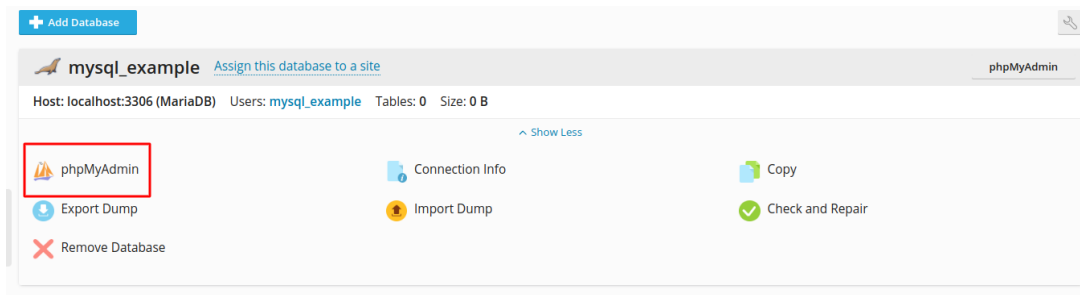 Add Database
mysql_example Assign this database to a site phpMyAdmin
Host: localhost:3306 (MariaDB) Users: mysql_example Tables: 0 Size: 0 B
Show Less
phpMyAdmin Connection Info Copy
Export Dump Import Dump Check and Repair
Remove Database